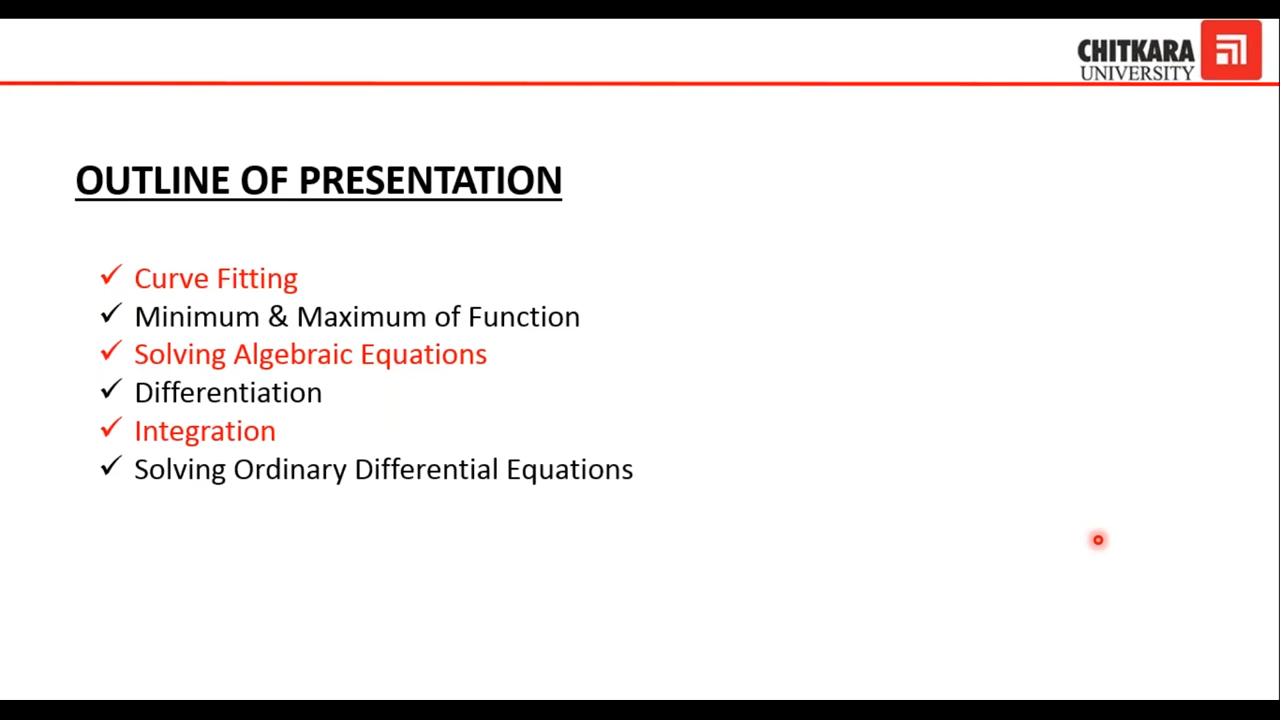 CHITKARA
UNIVERSITY
OUTLINE OF PRESENTATION
✓ Curve Fitting
✓ Minimum & Maximum of Function
✓ Solving Algebraic Equations
✓ Differentiation
✓ Integration
✓ Solving Ordinary Differential Equations